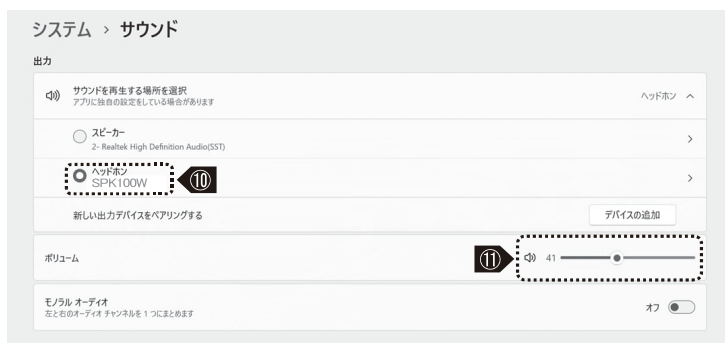 システム > サウンド
出力
サウンドを再生する場所を選択
アプリに独自の設定をしている場合があります
ヘッドホン
スピーカー
2- Realtek High Definition Audio(SST)
ヘッドホン
SPK100W
⑩
新しい出力デバイスをペアリングする
デバイスの追加
ボリューム
⑪
41
モノラル オーディオ
左と右のオーディオ チャンネルを 1 つにまとめます
オフ